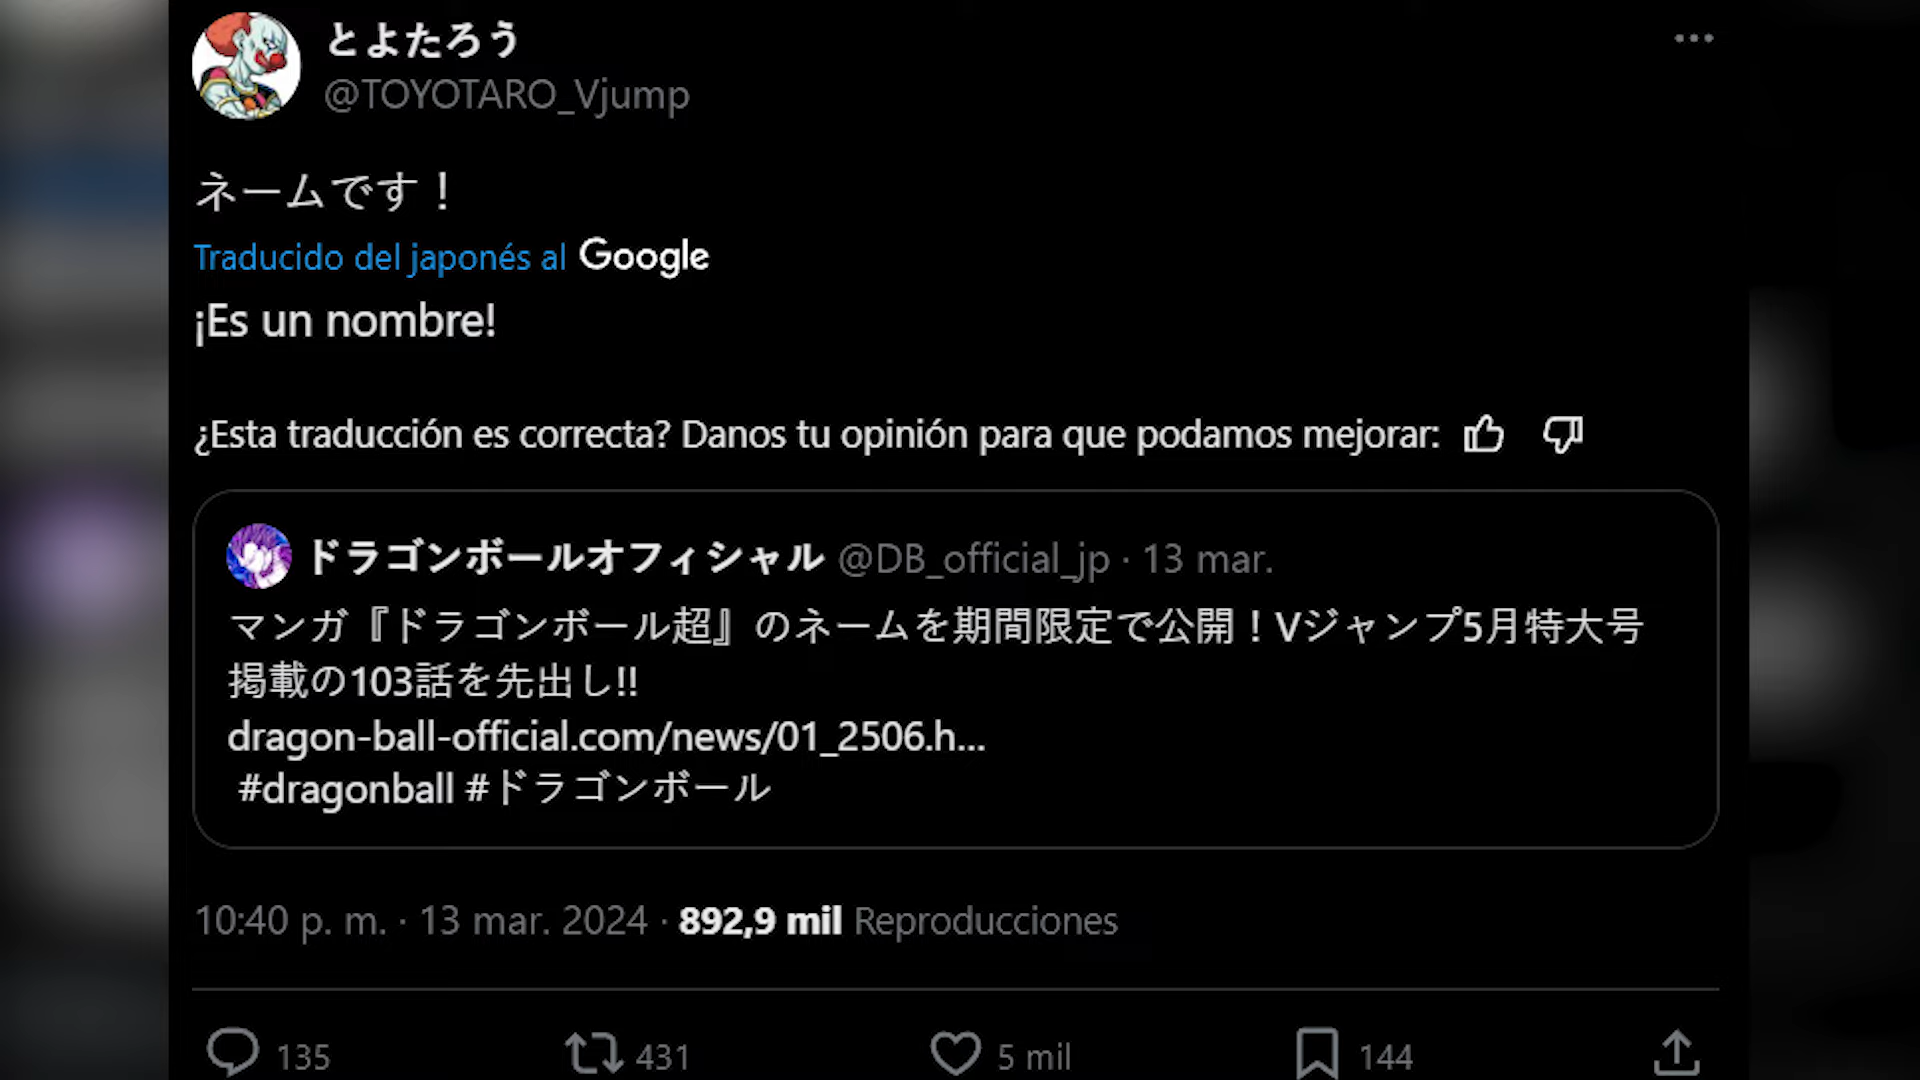 とよたろう
@TOYOTARO_Vjump
ネームです！
Traducido del japonés al Google
¡Es un nombre!
¿Esta traducción es correcta? Danos tu opinión para que podamos mejorar:
ドラゴンボールオフィシャル @DB_official_jp · 13 mar.
マンガ『ドラゴンボール超』のネームを期間限定で公開！Vジャンプ5月特大号
掲載の103話を先出し!!
dragon-ball-official.com/news/01_2506.h...
#dragonball #ドラゴンボール
10:40 p. m. · 13 mar. 2024 · 892,9 mil Reproducciones
135 431 5 mil 144